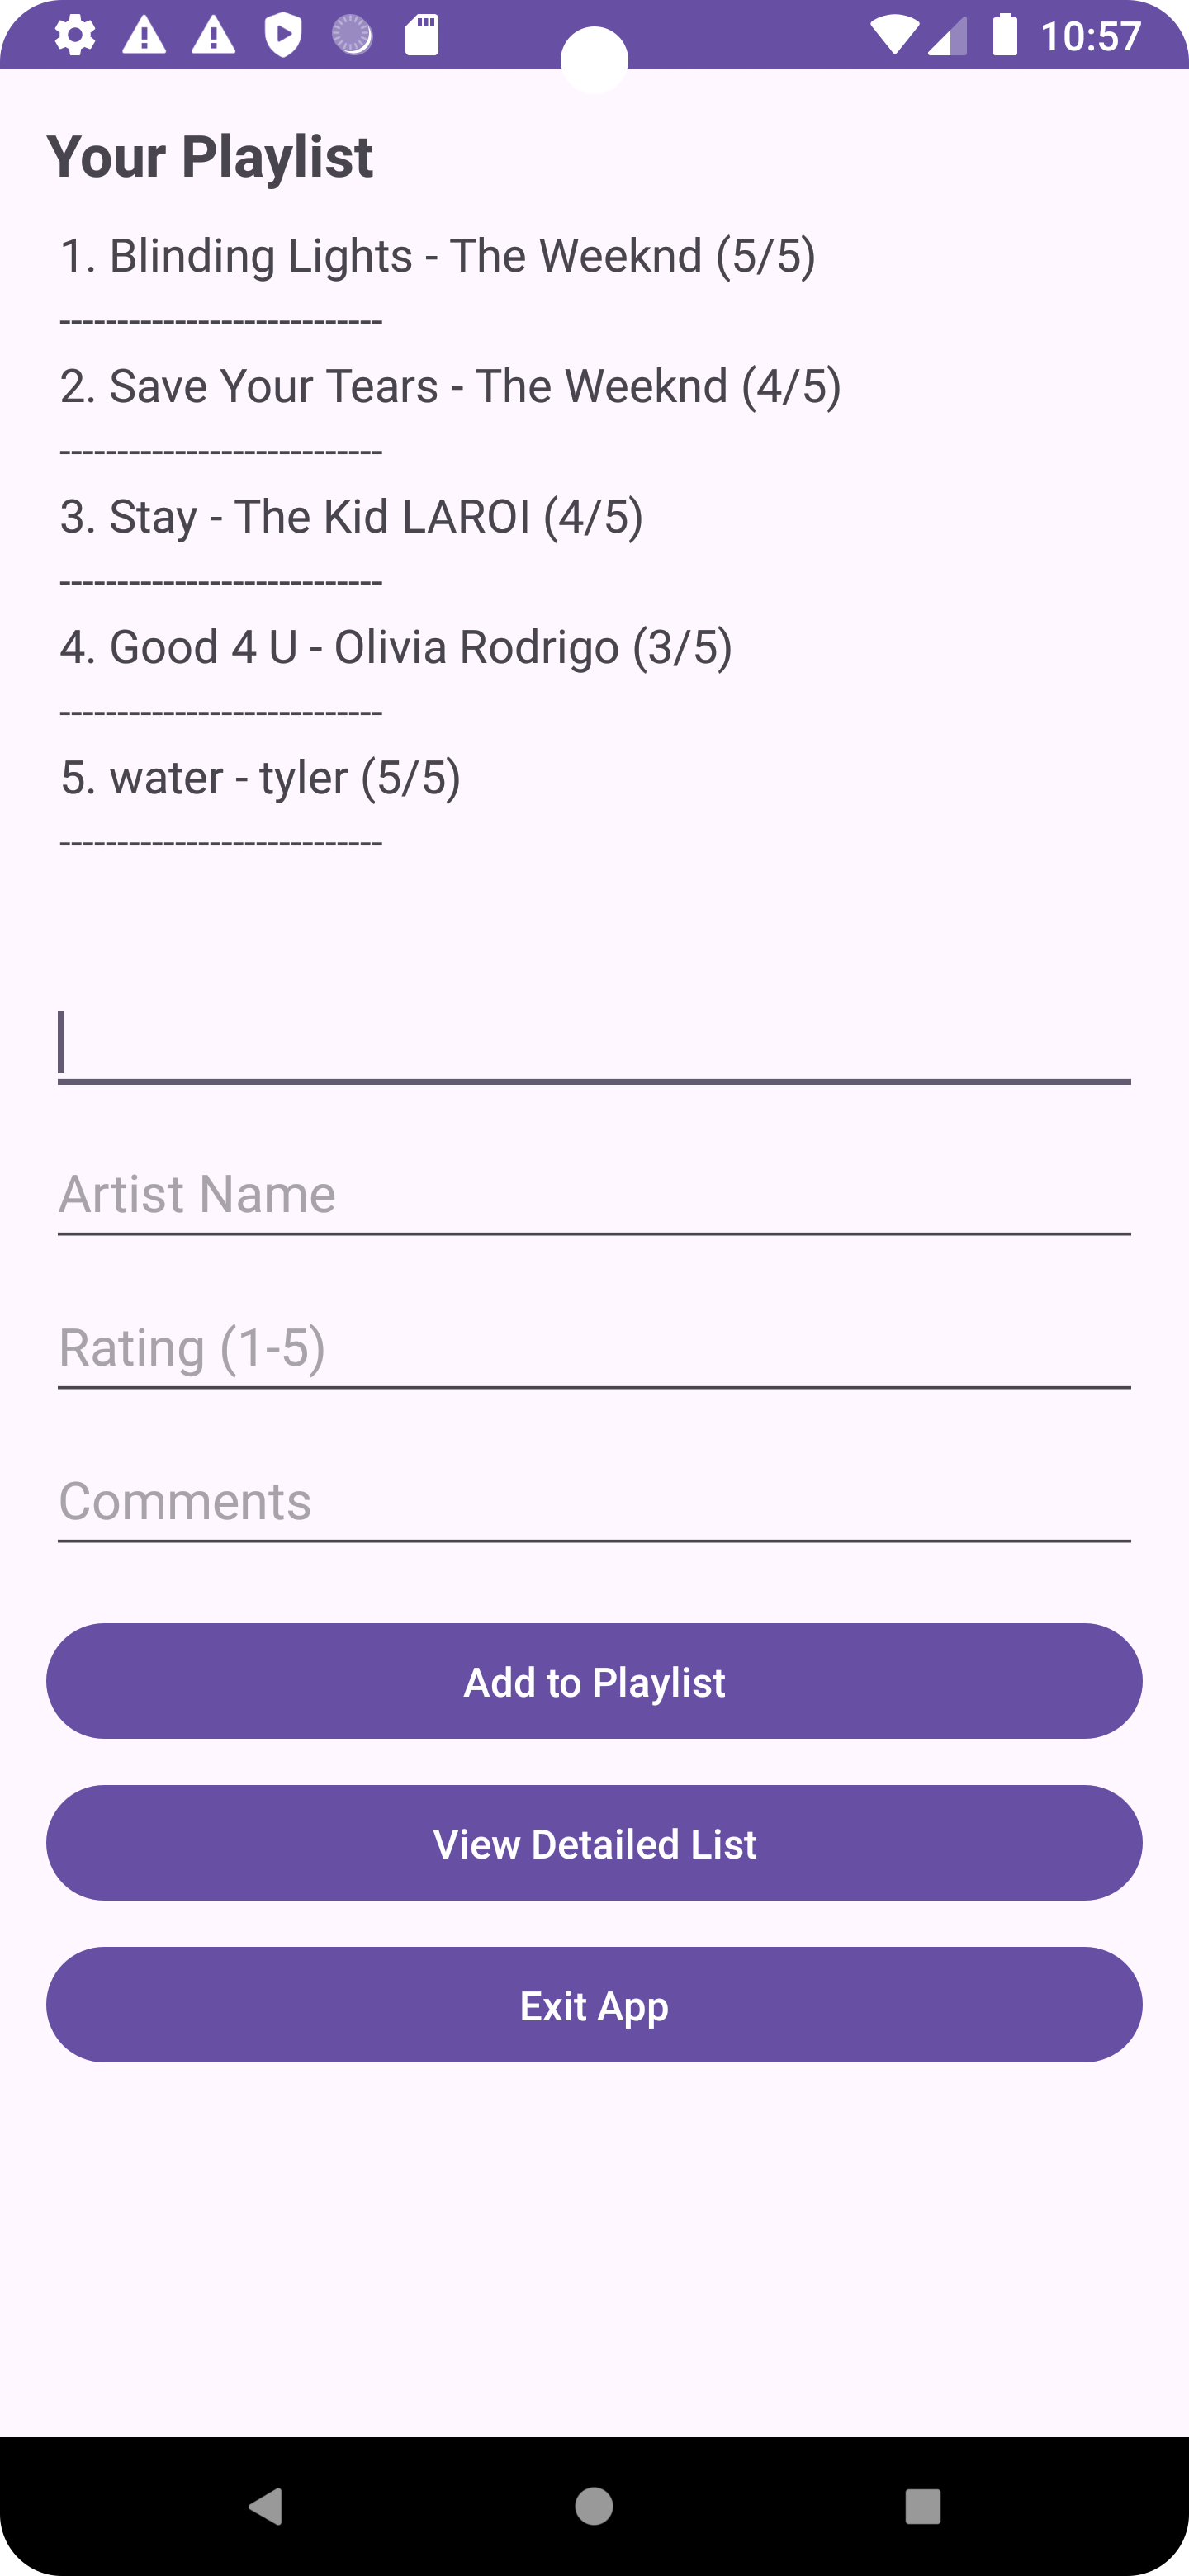 10:57
Your Playlist
1. Blinding Lights - The Weeknd (5/5)
----------------------------
2. Save Your Tears - The Weeknd (4/5)
----------------------------
3. Stay - The Kid LAROI (4/5)
----------------------------
4. Good 4 U - Olivia Rodrigo (3/5)
----------------------------
5. water - tyler (5/5)
----------------------------
Artist Name
Rating (1-5)
Comments
Add to Playlist
View Detailed List
Exit App